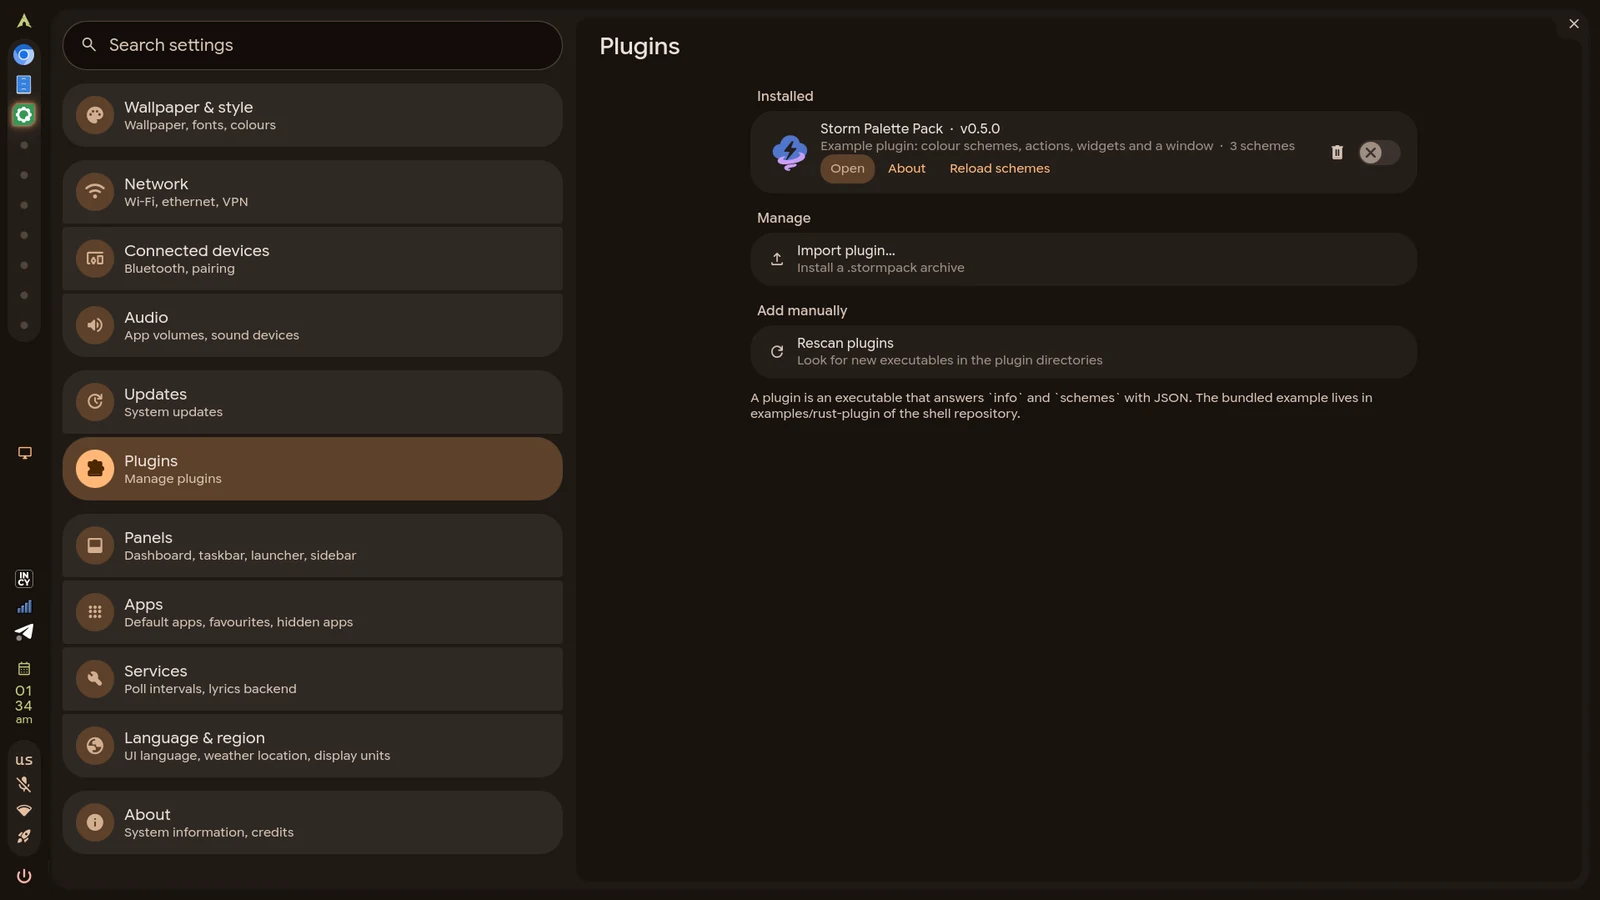 Search settings
Wallpaper & style
Wallpaper, fonts, colours
Network
Wi-Fi, ethernet, VPN
Connected devices
Bluetooth, pairing
Audio
App volumes, sound devices
Updates
System updates
Plugins
Manage plugins
Panels
Dashboard, taskbar, launcher, sidebar
Apps
Default apps, favourites, hidden apps
Services
Poll intervals, lyrics backend
Language & region
UI language, weather location, display units
About
System information, credits
IN
CY
01
34
am
us
Plugins
Installed
Storm Palette Pack · v0.5.0
Example plugin: colour schemes, actions, widgets and a window · 3 schemes
Open About Reload schemes
Manage
Import plugin...
Install a .stormpack archive
Add manually
Rescan plugins
Look for new executables in the plugin directories
A plugin is an executable that answers `info` and `schemes` with JSON. The bundled example lives in
examples/rust-plugin of the shell repository.